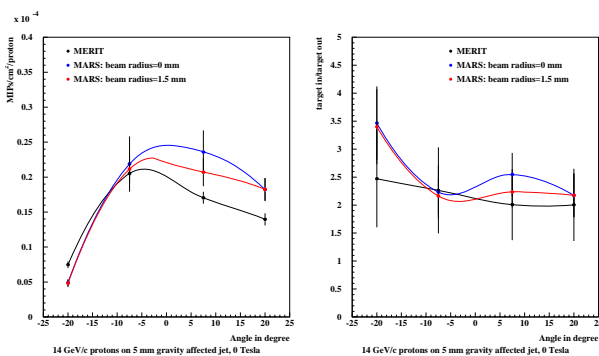 x 10 -4
MIPs/cm2/proton
MERIT
MARS: beam radius=0 mm
MARS: beam radius=1.5 mm
0.4
0.35
0.3
0.25
0.2
0.15
0.1
0.05
-25 -20 -15 -10 -5 0 5 10 15 20 25
Angle in degree
14 GeV/c protons on 5 mm gravity affected jet, 0 Tesla
target in/target out
MERIT
MARS: beam radius=0 mm
MARS: beam radius=1.5 mm
5
4.5
4
3.5
3
2.5
2
1.5
1
0.5
0
-25 -20 -15 -10 -5 0 5 10 15 20 25
Angle in degree
14 GeV/c protons on 5 mm gravity affected jet, 0 Tesla